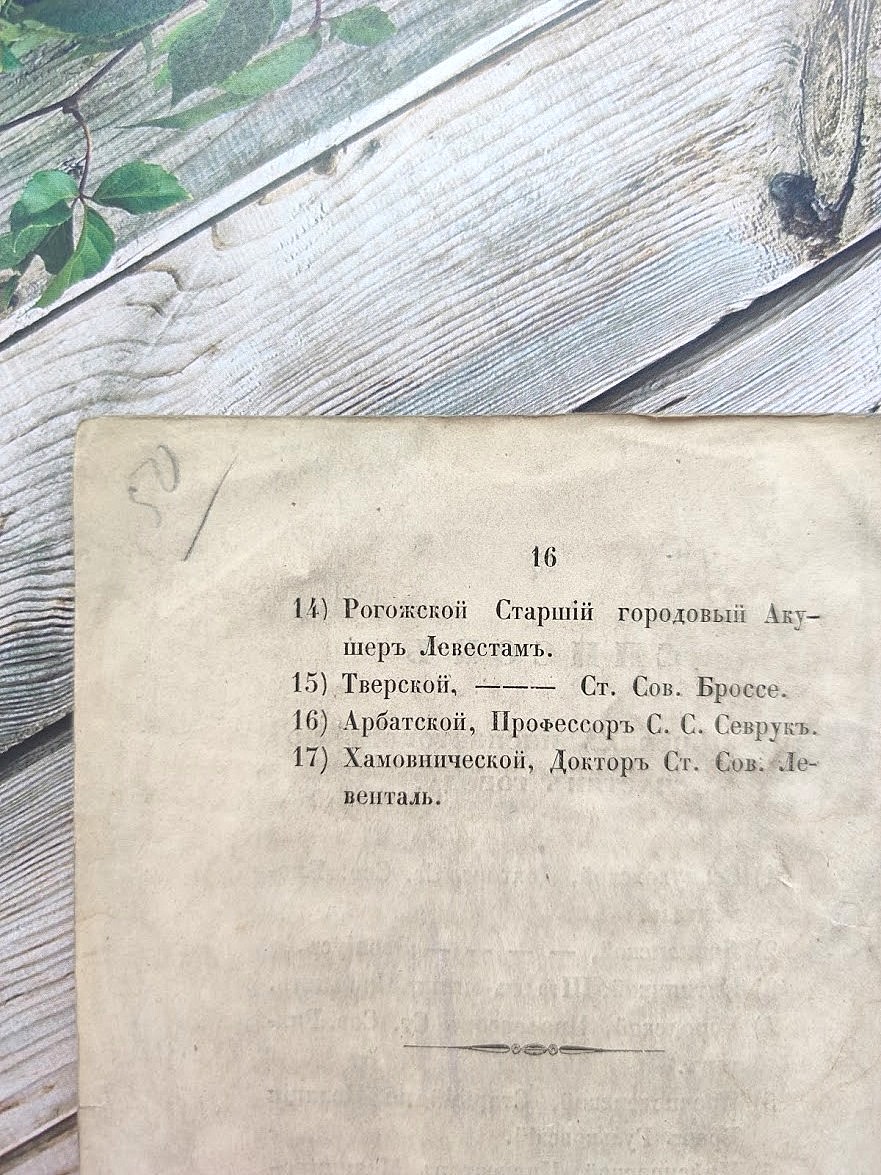 16
14) Рогожской Старшій городовый Аку-
шеръ Левестамъ.
15) Тверской, ——— Ст. Сов. Броссе.
16) Арбатской, Профессоръ С. С. Севрукъ.
17) Хамовнической, Докторъ Ст. Сов. Ле-
венталь.